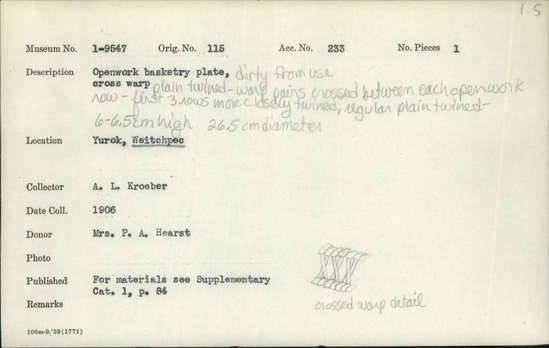 1.5
Museum No. 1-9547 Orig. No. 115 Acc. No. 233 No. Pieces 1
Description Openwork basketry plate, dirty from use
cross warp plain twined - warp pairs crossed between each openwork
row - first 3 rows more closely twined, regular plain twined -
6-6.5cm high 26.5 cm diameter
Location Yurok, Weitchpec
Collector A. L. Kroeber
Date Coll. 1906
Donor Mrs. P. A. Hearst
Photo
Published For materials see Supplementary
Cat. 1, p. 84
Remarks
crossed warp detail
100m-9,'39(1771)